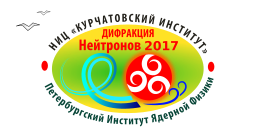 НИЦ «КУРЧАТОВСКИЙ ИНСТИТУТ»
ДИФРАКЦИЯ
Нейтронов 2017
Петербургский Институт Ядерной Физики